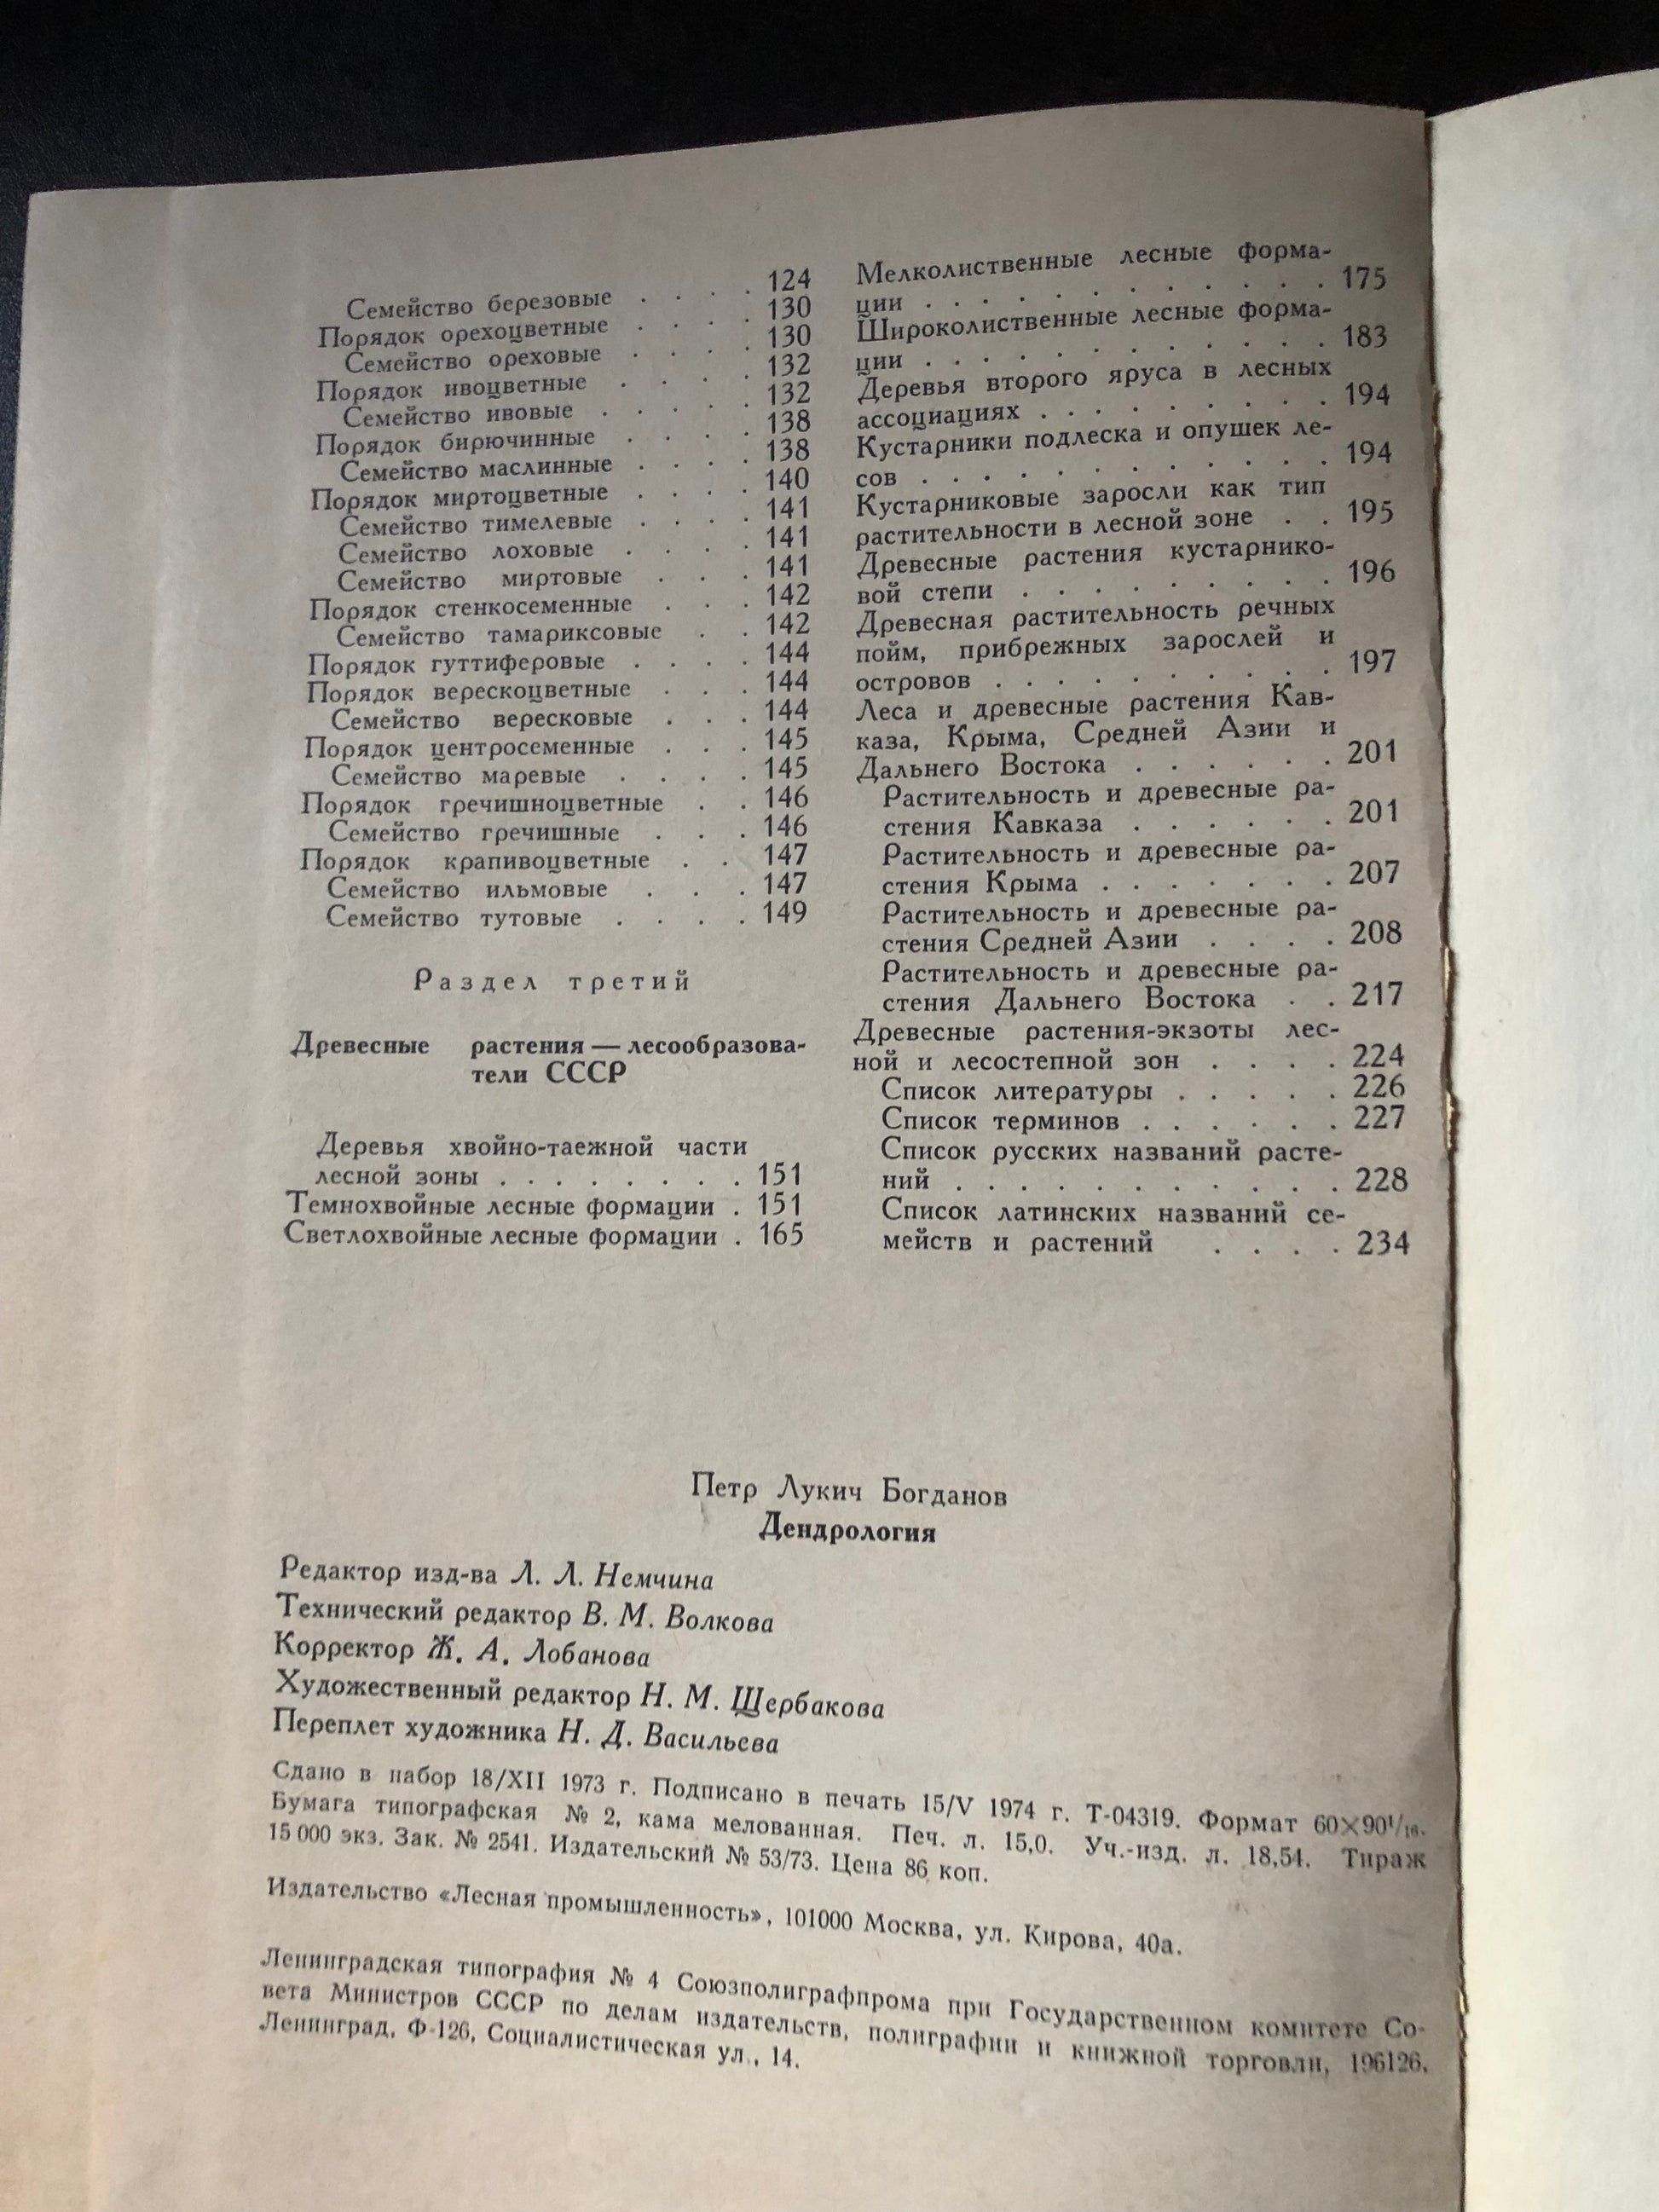 Семейство березовые . . . . 124
Порядок орехоцветные . . . . 130
Семейство ореховые . . . . 130
Порядок ивоцветные . . . . 132
Семейство ивовые . . . . . 132
Порядок бирючинные . . . . 138
Семейство маслинные . . . . 138
Порядок миртоцветные . . . . 140
Семейство тимелевые . . . . 141
Семейство лоховые . . . . 141
Семейство миртовые . . . 141
Порядок стенкосеменные . . . 142
Семейство тамариксовые . . 142
Порядок гуттиферовые . . . . 144
Порядок верескоцветные . . . 144
Семейство вересковые . . . 144
Порядок центросеменные . . . 145
Семейство маревые . . . . 145
Порядок гречишноцветные . . 146
Семейство гречишные . . . 146
Порядок крапивоцветные . . 147
Семейство ильмовые . . . 147
Семейство тутовые . . . . 149
Раздел третий
Древесные растения — лесообразова-
тели СССР
Деревья хвойно-таежной части
лесной зоны . . . . . . . . 151
Темнохвойные лесные формации . 151
Светлохвойные лесные формации . 165
Мелколиственные лесные форма-
ции . . . . . . . . . . . . . 175
Широколиственные лесные форма-
ции . . . . . . . . . . . . . 183
Деревья второго яруса в лесных
ассоциациях . . . . . . . . . 194
Кустарники подлеска и опушек ле-
сов . . . . . . . . . . . . 194
Кустарниковые заросли как тип
растительности в лесной зоне . . 195
Древесные растения кустарнико-
вой степи . . . . . . . . . 196
Древесная растительность речных
пойм, прибрежных зарослей и
островов . . . . . . . . . . 197
Леса и древесные растения Кав-
каза, Крыма, Средней Азии и
Дальнего Востока . . . . . . 201
Растительность и древесные ра-
стения Кавказа . . . . . . 201
Растительность и древесные ра-
стения Крыма . . . . . . . 207
Растительность и древесные ра-
стения Средней Азии . . . . 208
Растительность и древесные ра-
стения Дальнего Востока . . 217
Древесные растения-экзоты лес-
ной и лесостепной зон . . . . 224
Список литературы . . . . . 226
Список терминов . . . . . . 227
Список русских названий расте-
ний . . . . . . . . . . . . 228
Список латинских названий се-
мейств и растений . . . . 234
Петр Лукич Богданов
Дендрология
Редактор изд-ва Л. Л. Немчина
Технический редактор В. М. Волкова
Корректор Ж. А. Лобанова
Художественный редактор Н. М. Щербакова
Переплет художника Н. Д. Васильева
Сдано в набор 18/XII 1973 г. Подписано в печать 15/V 1974 г. Т-04319. Формат 60×90¹/₁₆.
Бумага типографская № 2, кама мелованная. Печ. л. 15,0. Уч.-изд. л. 18,54. Тираж
15 000 экз. Зак. № 2541. Издательский № 53/73. Цена 86 коп.
Издательство «Лесная промышленность», 101000 Москва, ул. Кирова, 40а.
Ленинградская типография № 4 Союзполиграфпрома при Государственном комитете Со-
вета Министров СССР по делам издательств, полиграфии и книжной торговли, 196126,
Ленинград, Ф-126, Социалистическая ул., 14.